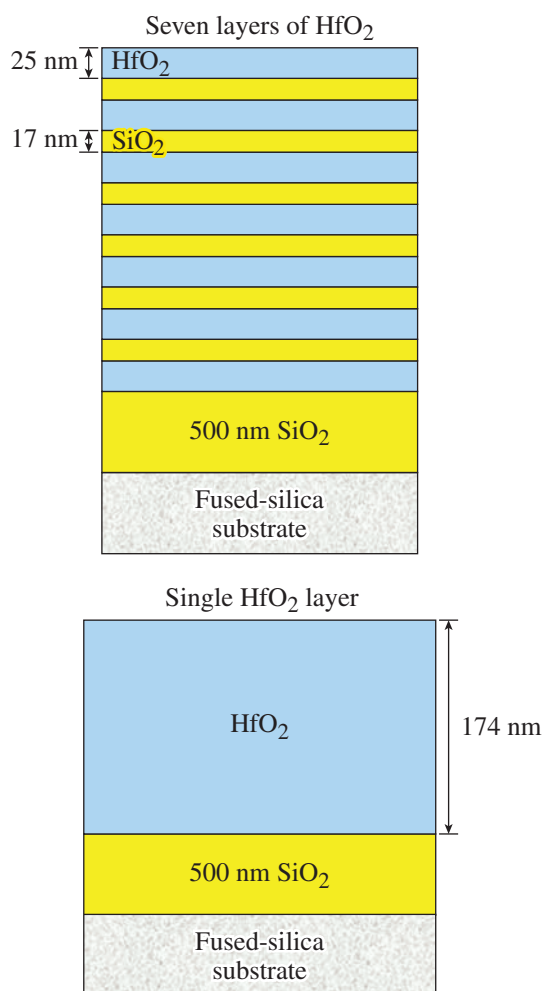 Seven layers of HfO₂
25 nm
HfO₂
17 nm
SiO₂
500 nm SiO₂
Fused-silica
substrate
Single HfO₂ layer
HfO₂
174 nm
500 nm SiO₂
Fused-silica
substrate